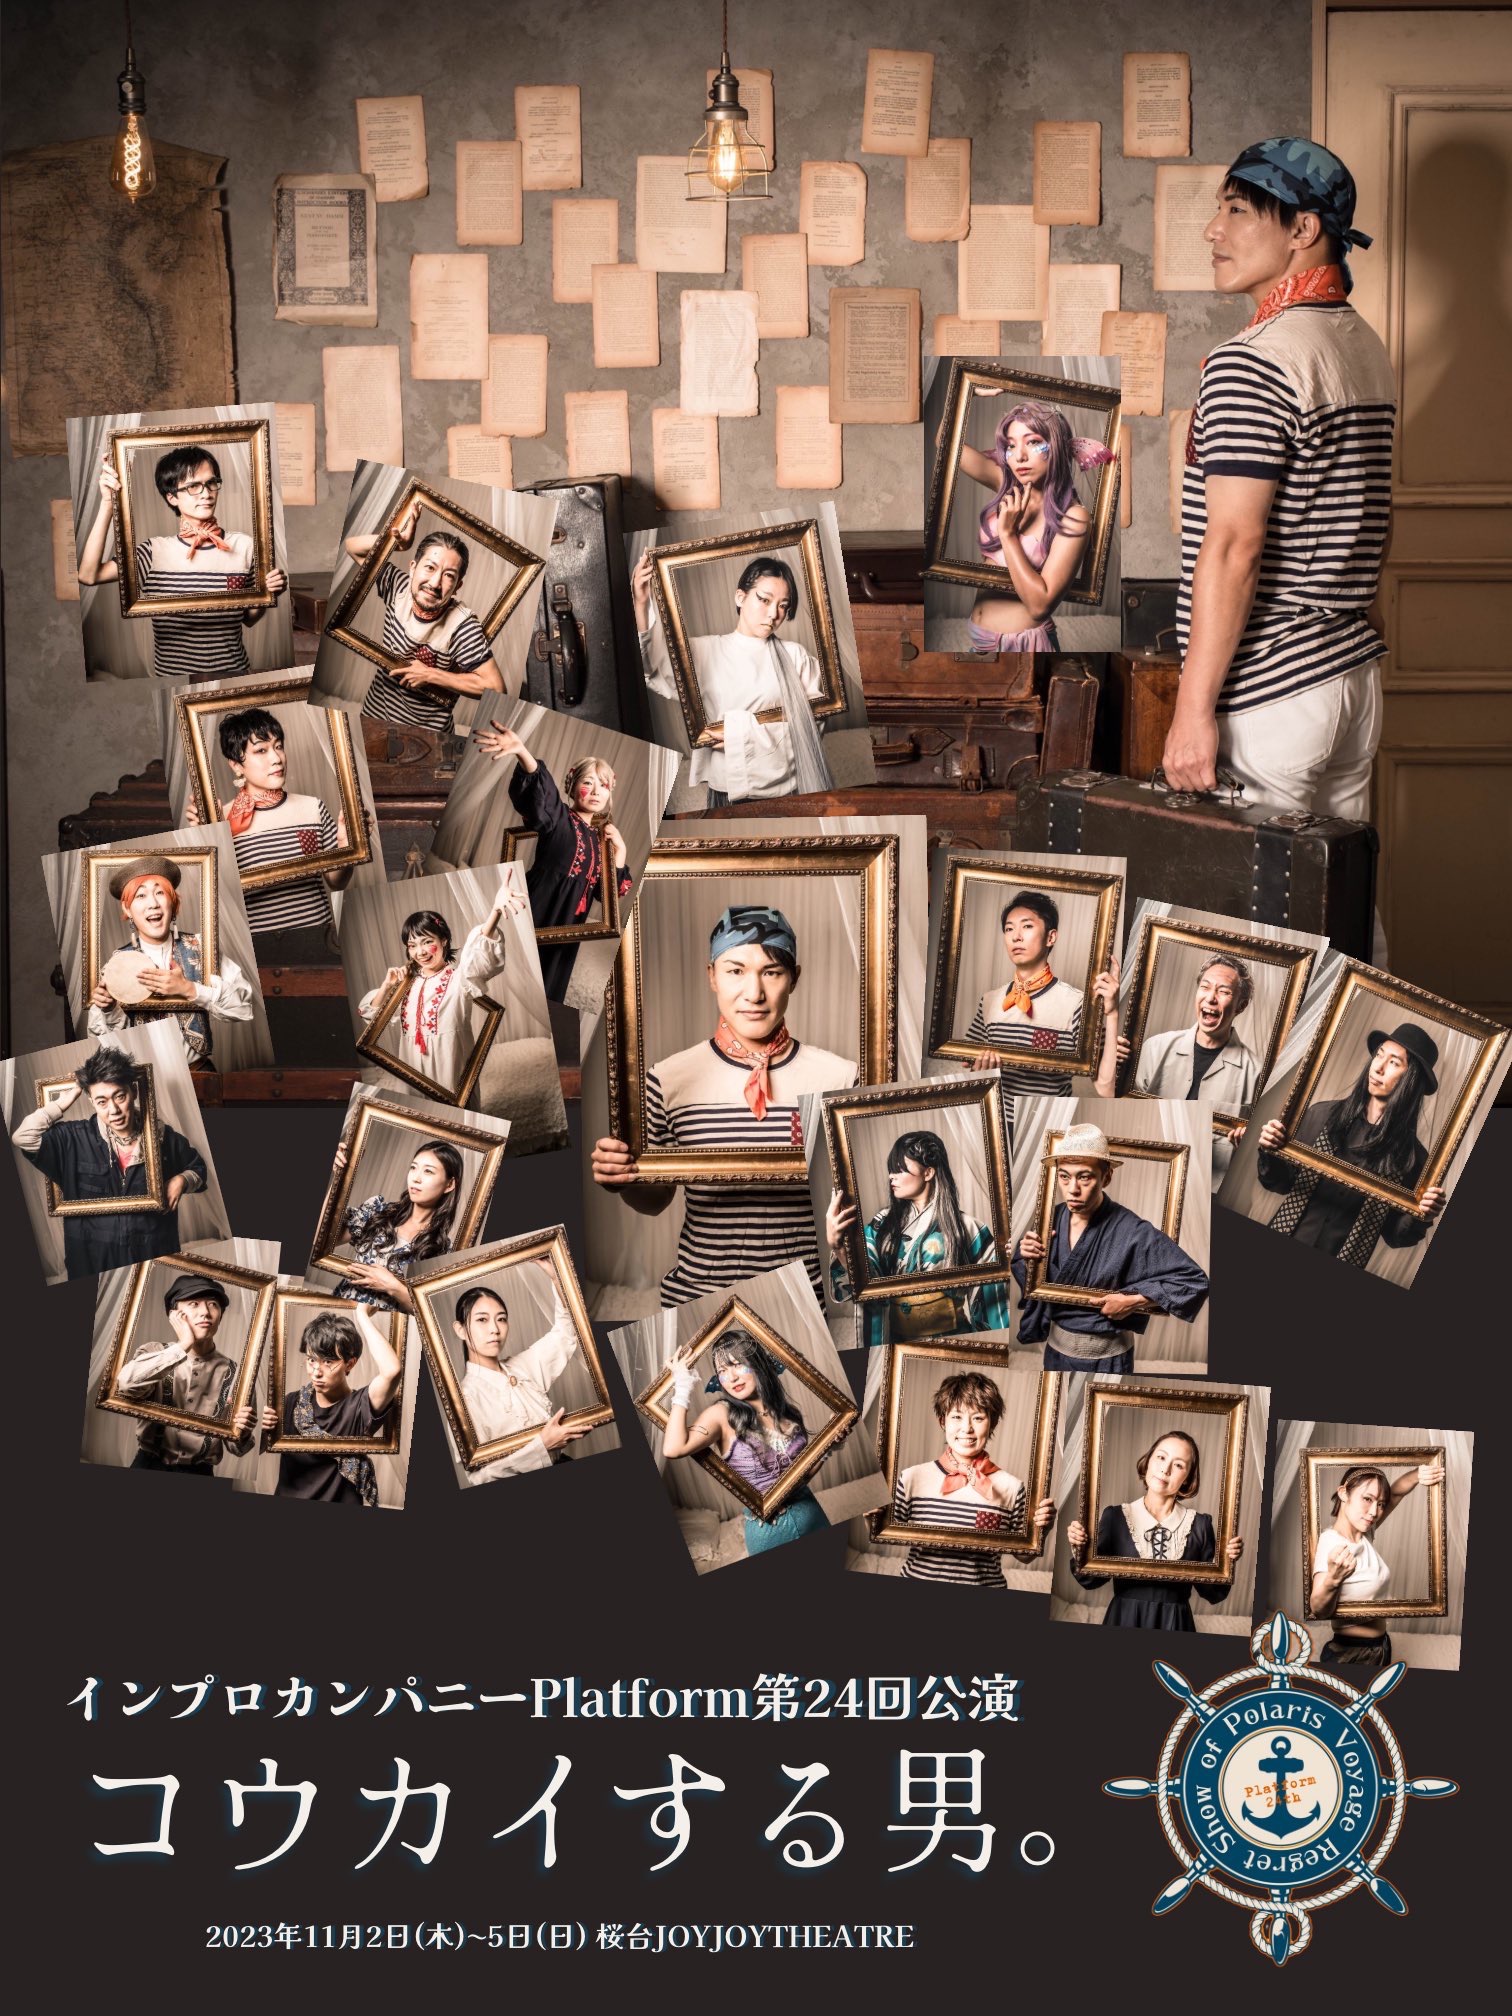 インプロカンパニーPlatform第24回公演
コウカイする男。
2023年11月2日(木)~5日(日) 桜台JOYJOYTHEATRE
Show of Polaris Voyage Regret
Platform
24th